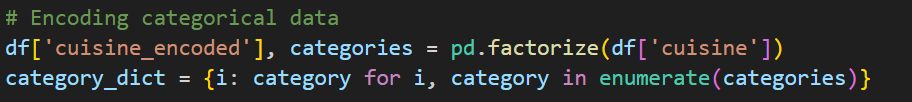 # Encoding categorical data
df['cuisine_encoded'], categories = pd.factorize(df['cuisine'])
category_dict = {i: category for i, category in enumerate(categories)}